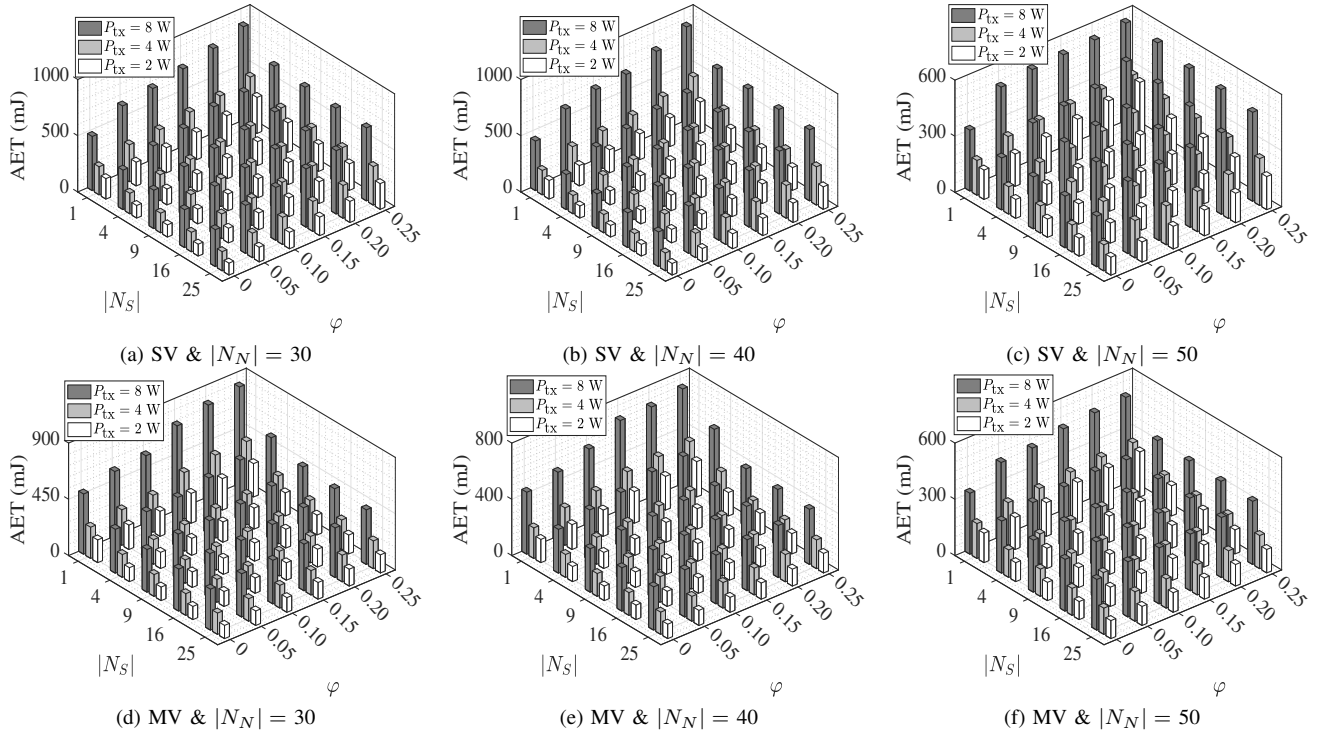 P_tx = 8 W
P_tx = 4 W
P_tx = 2 W
AET (mJ)
1000
500
0
1
4
9
16
25
|N_S|
0
0.05
0.10
0.15
0.20
0.25
φ
(a) SV & |N_N| = 30
P_tx = 8 W
P_tx = 4 W
P_tx = 2 W
AET (mJ)
1000
500
0
1
4
9
16
25
|N_S|
0
0.05
0.10
0.15
0.20
0.25
φ
(b) SV & |N_N| = 40
P_tx = 8 W
P_tx = 4 W
P_tx = 2 W
AET (mJ)
600
300
0
1
4
9
16
25
|N_S|
0
0.05
0.10
0.15
0.20
0.25
φ
(c) SV & |N_N| = 50
P_tx = 8 W
P_tx = 4 W
P_tx = 2 W
AET (mJ)
900
450
0
1
4
9
16
25
|N_S|
0
0.05
0.10
0.15
0.20
0.25
φ
(d) MV & |N_N| = 30
P_tx = 8 W
P_tx = 4 W
P_tx = 2 W
AET (mJ)
800
400
0
1
4
9
16
25
|N_S|
0
0.05
0.10
0.15
0.20
0.25
φ
(e) MV & |N_N| = 40
P_tx = 8 W
P_tx = 4 W
P_tx = 2 W
AET (mJ)
600
300
0
1
4
9
16
25
|N_S|
0
0.05
0.10
0.15
0.20
0.25
φ
(f) MV & |N_N| = 50